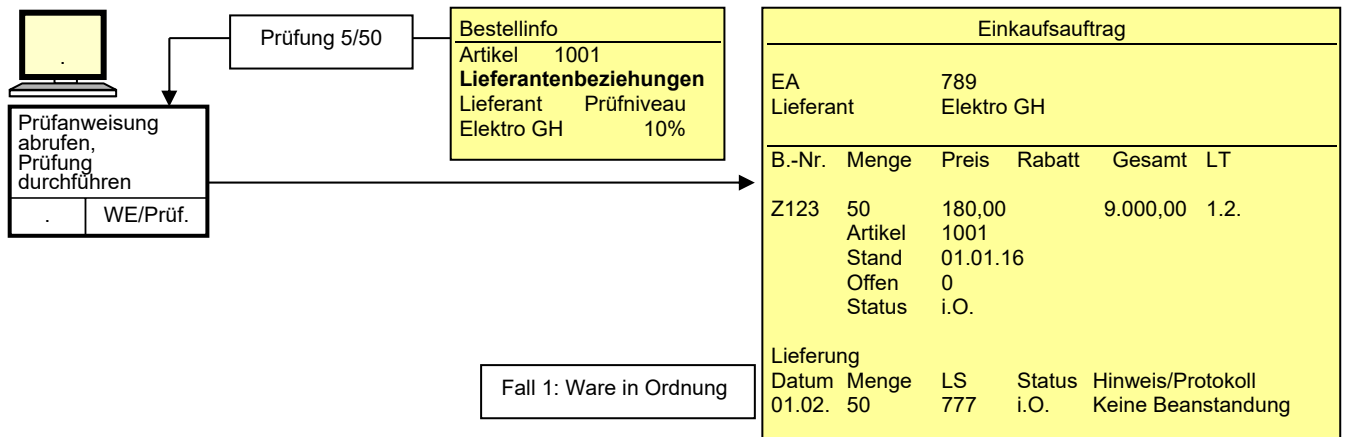 .
Prüfanweisung
abrufen,
Prüfung
durchführen
. WE/Prüf.
Prüfung 5/50
Bestellinfo
Artikel 1001
Lieferantenbeziehungen
Lieferant Prüfniveau
Elektro GH 10%
Einkaufsauftrag
EA 789
Lieferant Elektro GH
B.-Nr. Menge Preis Rabatt Gesamt LT
Z123 50 180,00 9.000,00 1.2.
Artikel 1001
Stand 01.01.16
Offen 0
Status i.O.
Lieferung
Datum Menge LS Status Hinweis/Protokoll
01.02. 50 777 i.O. Keine Beanstandung
Fall 1: Ware in Ordnung